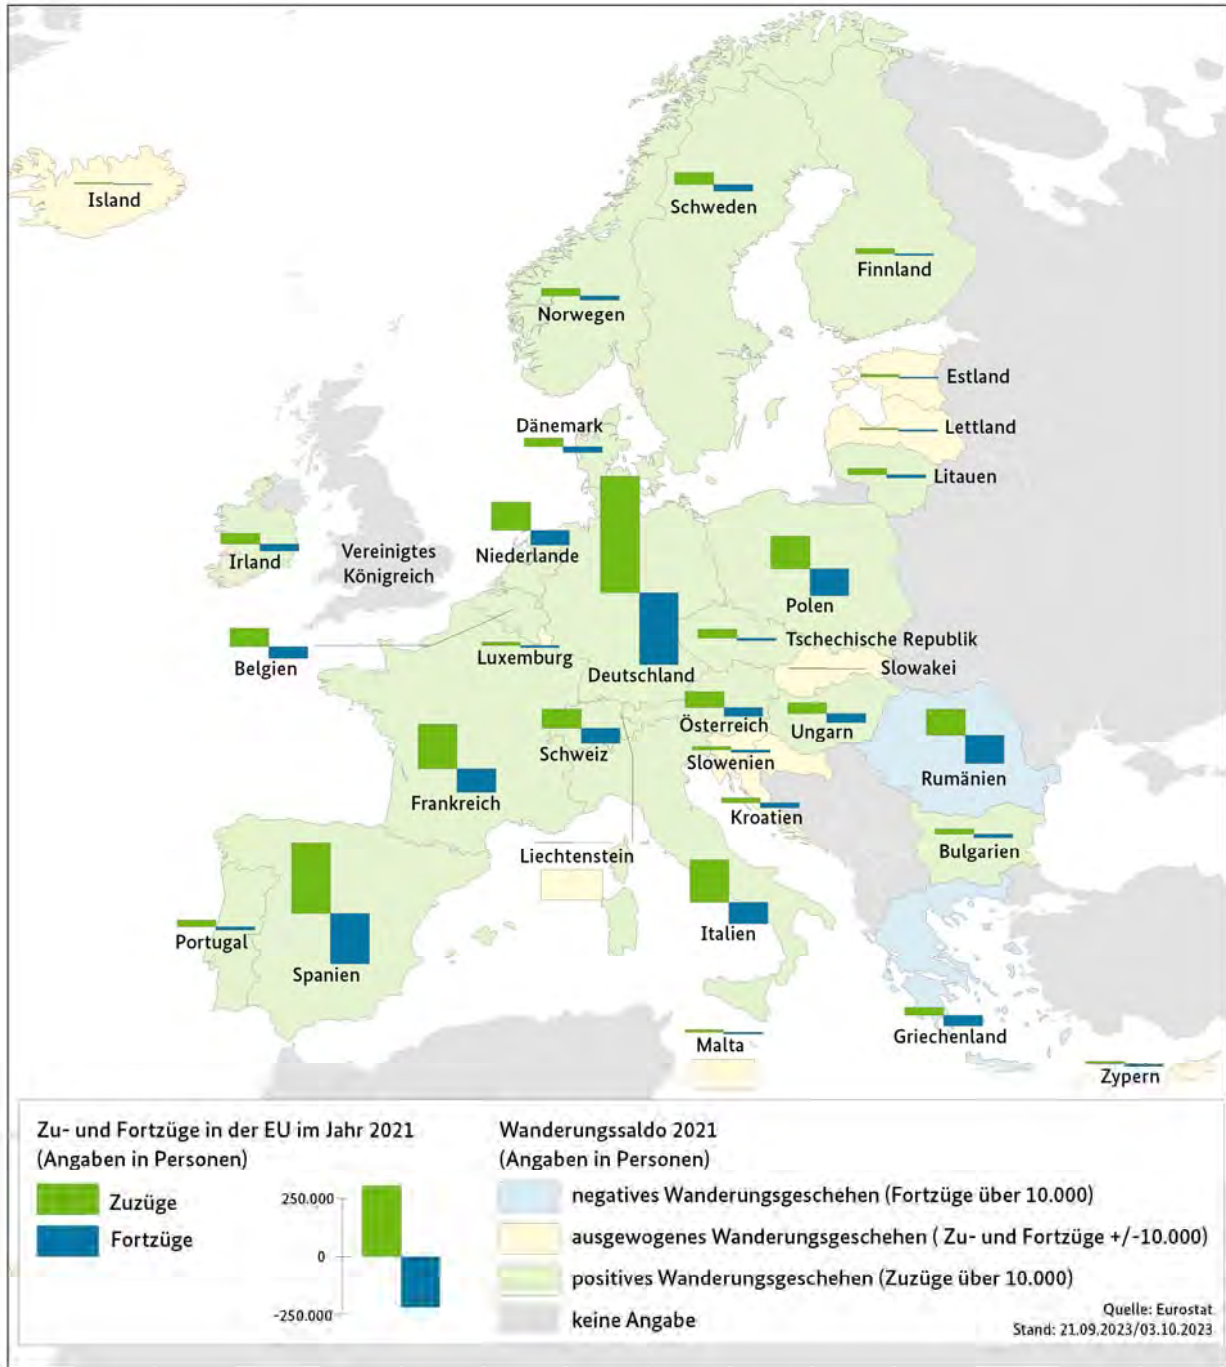 Island
Schweden
Finnland
Norwegen
Estland
Dänemark
Lettland
Litauen
Niederlande
Irland
Vereinigtes
Königreich
Polen
Belgien
Luxemburg
Deutschland
Tschechische Republik
Slowakei
Österreich
Ungarn
Schweiz
Slowenien
Rumänien
Frankreich
Kroatien
Bulgarien
Liechtenstein
Italien
Portugal
Spanien
Griechenland
Malta
Zypern
Zu- und Fortzüge in der EU im Jahr 2021
(Angaben in Personen)
Zuzüge
Fortzüge
250.000
0
-250.000
Wanderungssaldo 2021
(Angaben in Personen)
negatives Wanderungsgeschehen (Fortzüge über 10.000)
ausgewogenes Wanderungsgeschehen ( Zu- und Fortzüge +/-10.000)
positives Wanderungsgeschehen (Zuzüge über 10.000)
keine Angabe
Quelle: Eurostat
Stand: 21.09.2023/03.10.2023